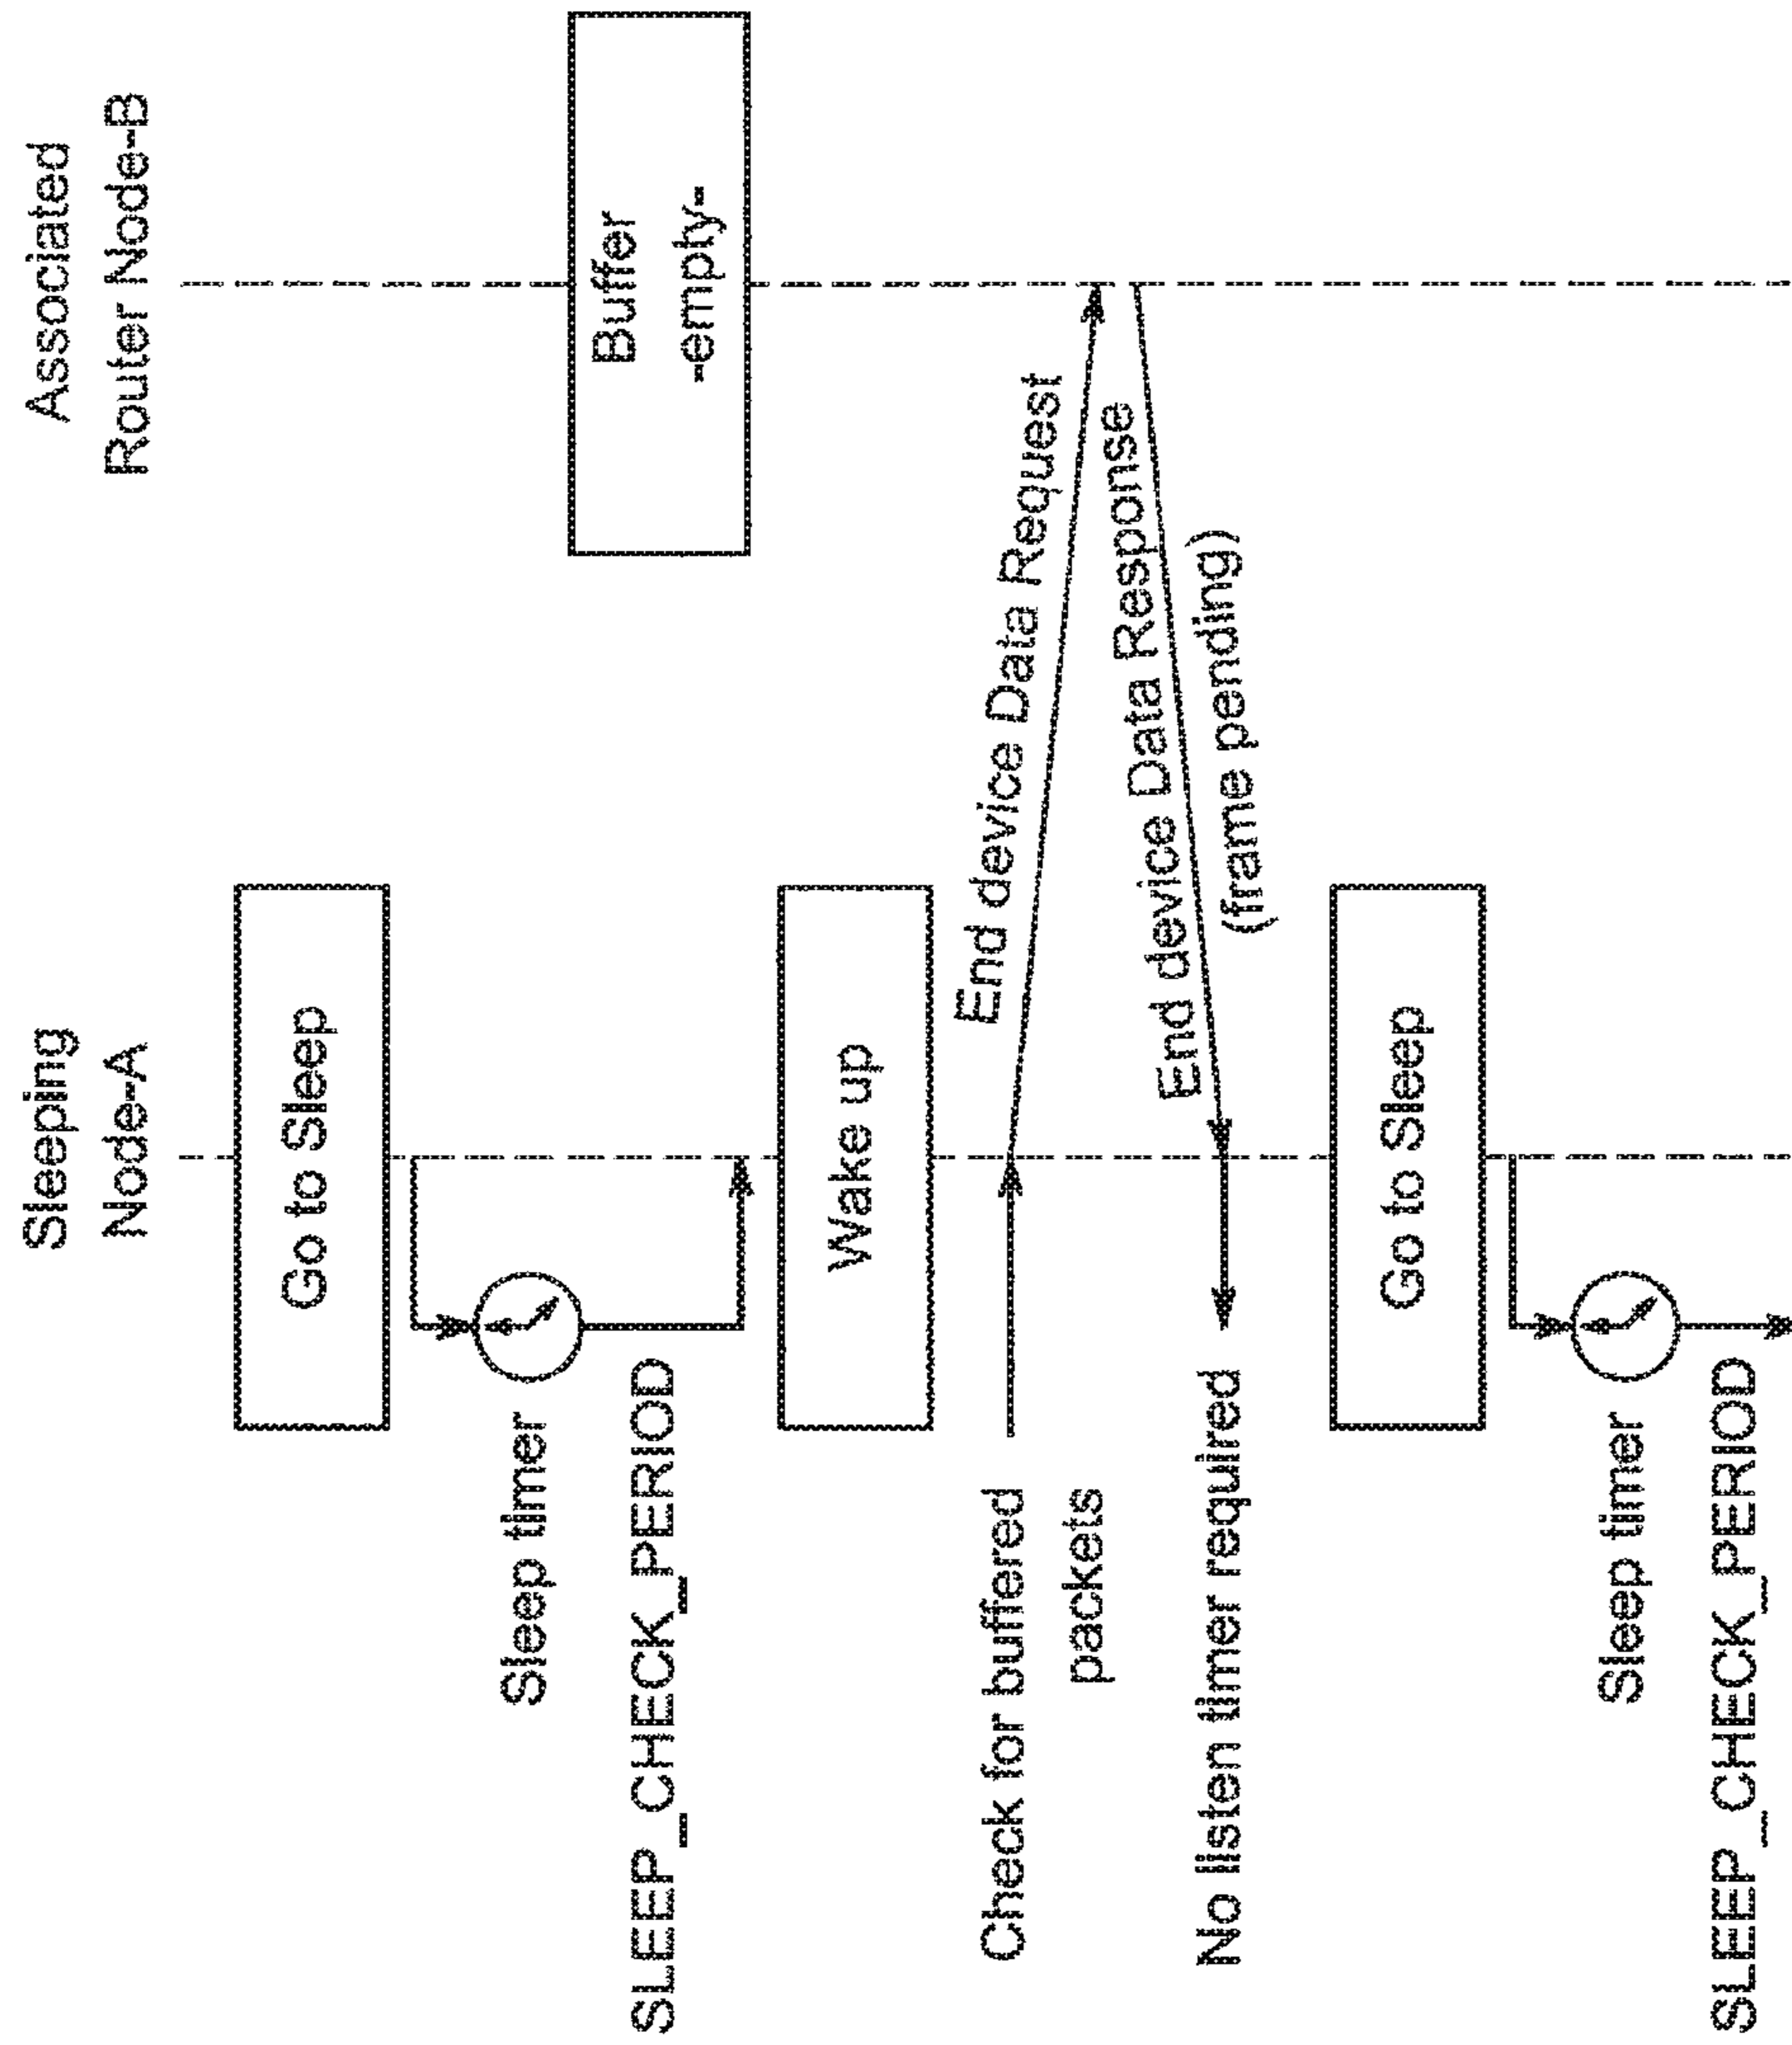 Sleeping
Node-A
Associated
Router Node-B
Go to Sleep
Sleep timer
SLEEP_CHECK_PERIOD
Buffer
-empty-
Wake up
Check for buffered
packets
End device Data Request
End device Data Response
(frame pending)
No listen timer required
Go to Sleep
Sleep timer
SLEEP_CHECK_PERIOD